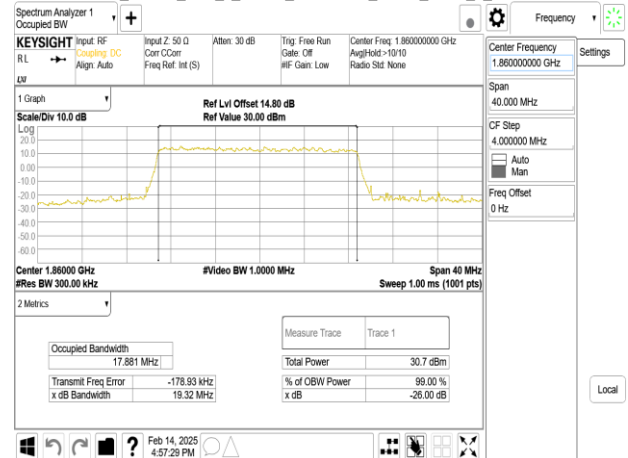 Spectrum Analyzer 1
Occupied BW
Frequency
KEYSIGHT
RL
LXI
Input: RF
Coupling: DC
Align: Auto
Input Z: 50 Ω
Corr CCorr
Freq Ref: Int (S)
Atten: 30 dB
Trig: Free Run
Gate: Off
#IF Gain: Low
Center Freq: 1.860000000 GHz
Avg|Hold:>10/10
Radio Std: None
Center Frequency
1.860000000 GHz
Settings
Span
40.000 MHz
CF Step
4.000000 MHz
Auto
Man
Freq Offset
0 Hz
Local
1 Graph
Scale/Div 10.0 dB
Ref Lvl Offset 14.80 dB
Ref Value 30.00 dBm
Log
20.0
10.0
0.00
-10.0
-20.0
-30.0
-40.0
-50.0
-60.0
Center 1.86000 GHz
#Video BW 1.0000 MHz
Span 40 MHz
#Res BW 300.00 kHz
Sweep 1.00 ms (1001 pts)
2 Metrics
Measure Trace Trace 1
Occupied Bandwidth
17.881 MHz
Total Power 30.7 dBm
Transmit Freq Error -178.93 kHz
% of OBW Power 99.00 %
x dB Bandwidth 19.32 MHz
x dB -26.00 dB
Feb 14, 2025
4:57:29 PM